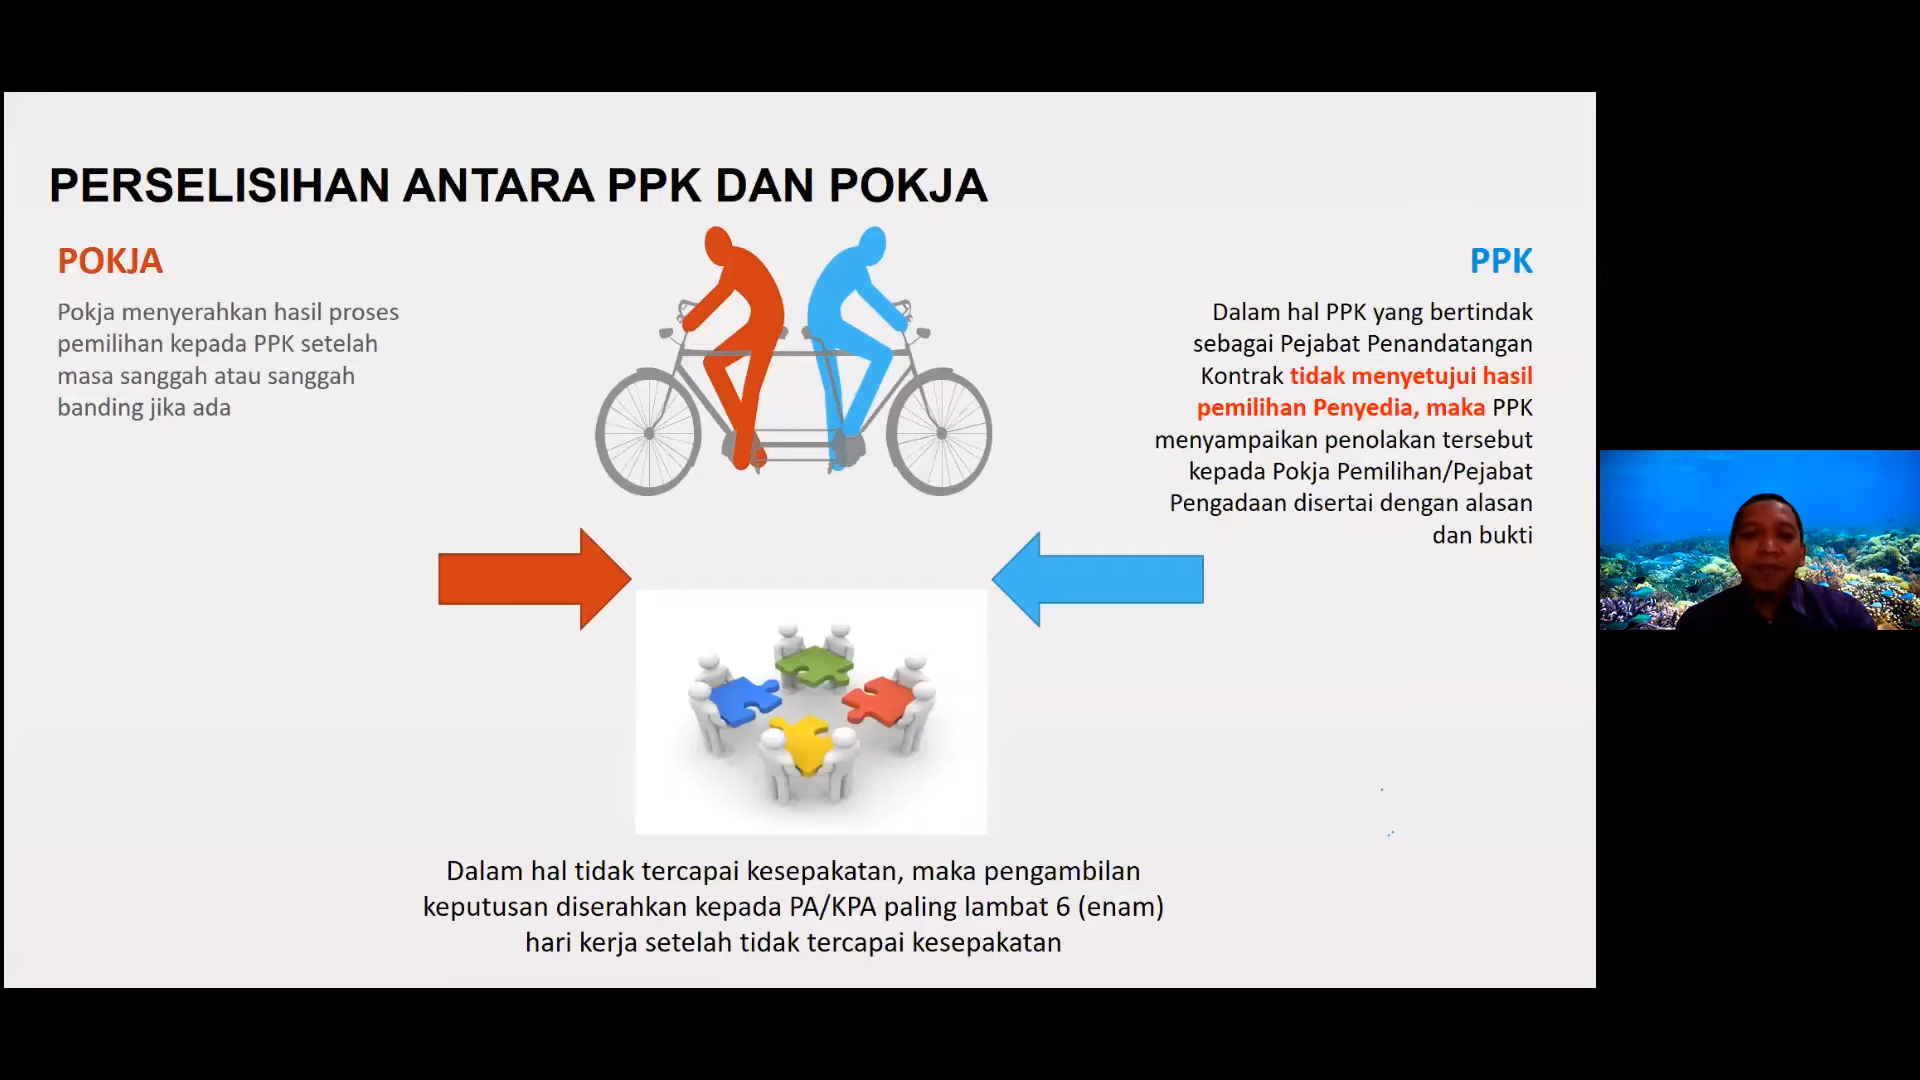 PERSELISIHAN ANTARA PPK DAN POKJA
POKJA
Pokja menyerahkan hasil proses
pemilihan kepada PPK setelah
masa sanggah atau sanggah
banding jika ada
PPK
Dalam hal PPK yang bertindak
sebagai Pejabat Penandatangan
Kontrak tidak menyetujui hasil
pemilihan Penyedia, maka PPK
menyampaikan penolakan tersebut
kepada Pokja Pemilihan/Pejabat
Pengadaan disertai dengan alasan
dan bukti
Dalam hal tidak tercapai kesepakatan, maka pengambilan
keputusan diserahkan kepada PA/KPA paling lambat 6 (enam)
hari kerja setelah tidak tercapai kesepakatan